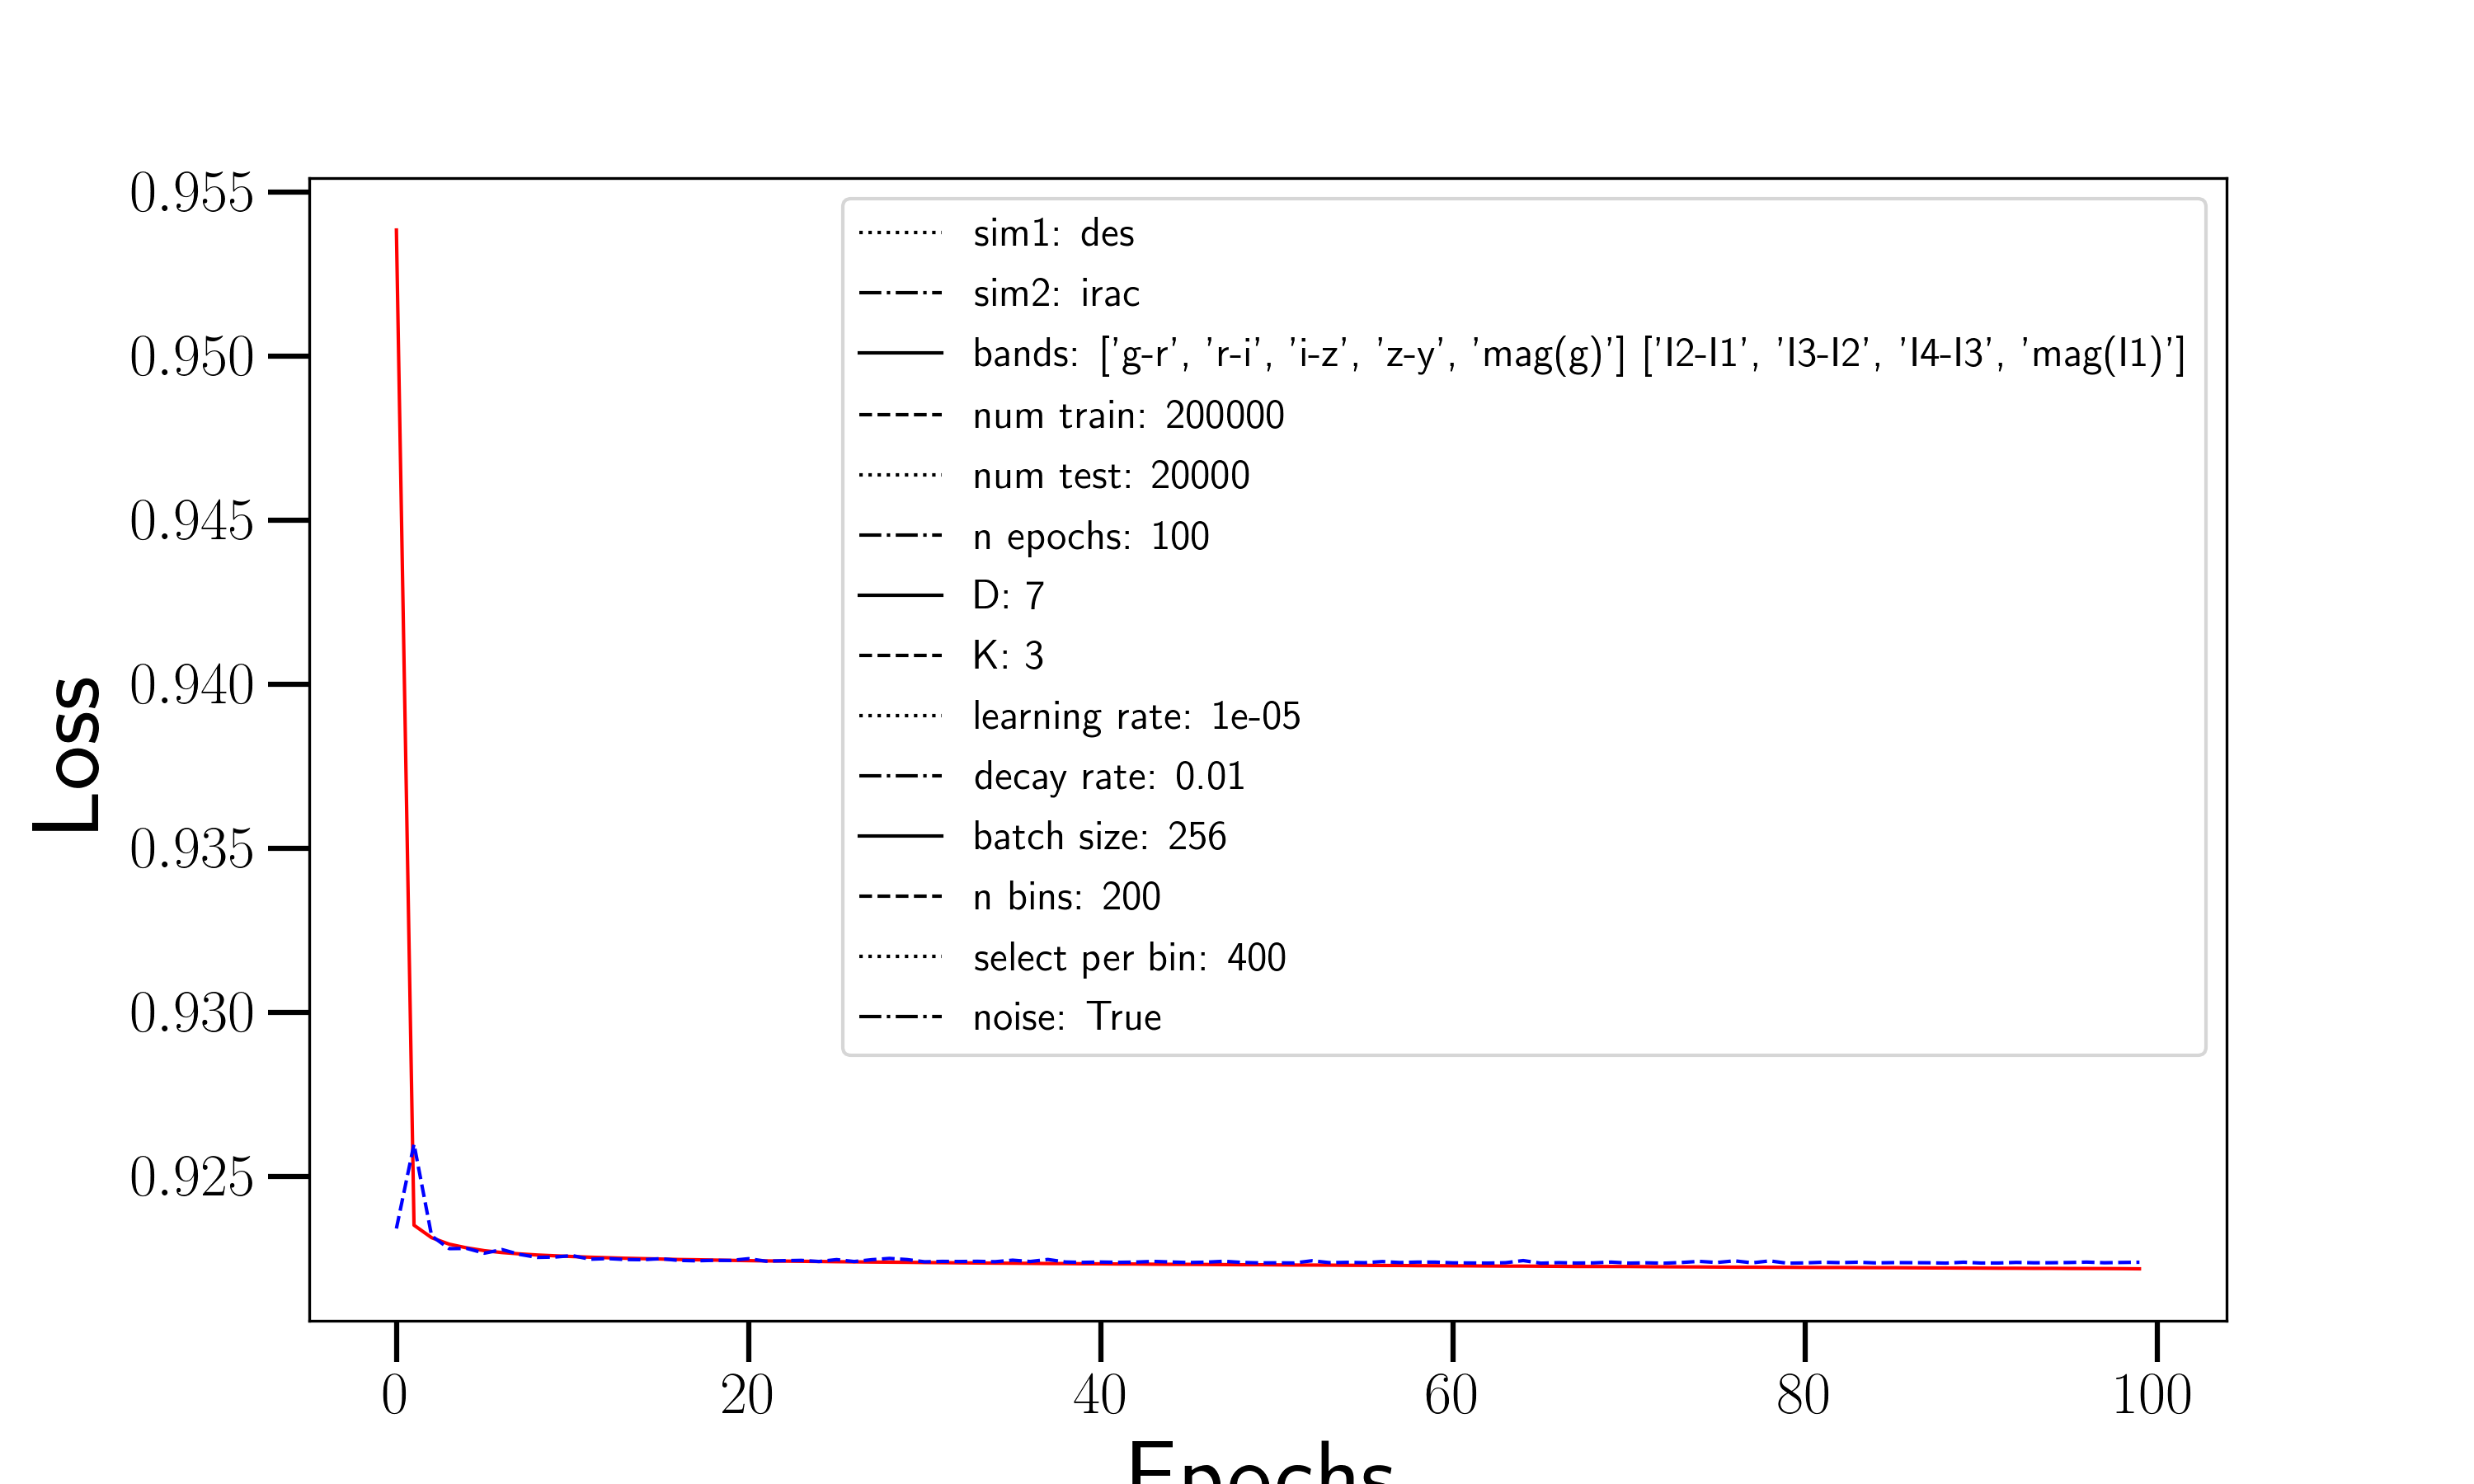 0.955
0.950
0.945
0.940
0.935
0.930
0.925
Loss
sim1: des
sim2: irac
bands: ['g-r', 'r-i', 'i-z', 'z-y', 'mag(g)'] ['I2-I1', 'I3-I2', 'I4-I3', 'mag(I1)']
num train: 200000
num test: 20000
n epochs: 100
D: 7
K: 3
learning rate: 1e-05
decay rate: 0.01
batch size: 256
n bins: 200
select per bin: 400
noise: True
0 20 40 60 80 100
Epochs